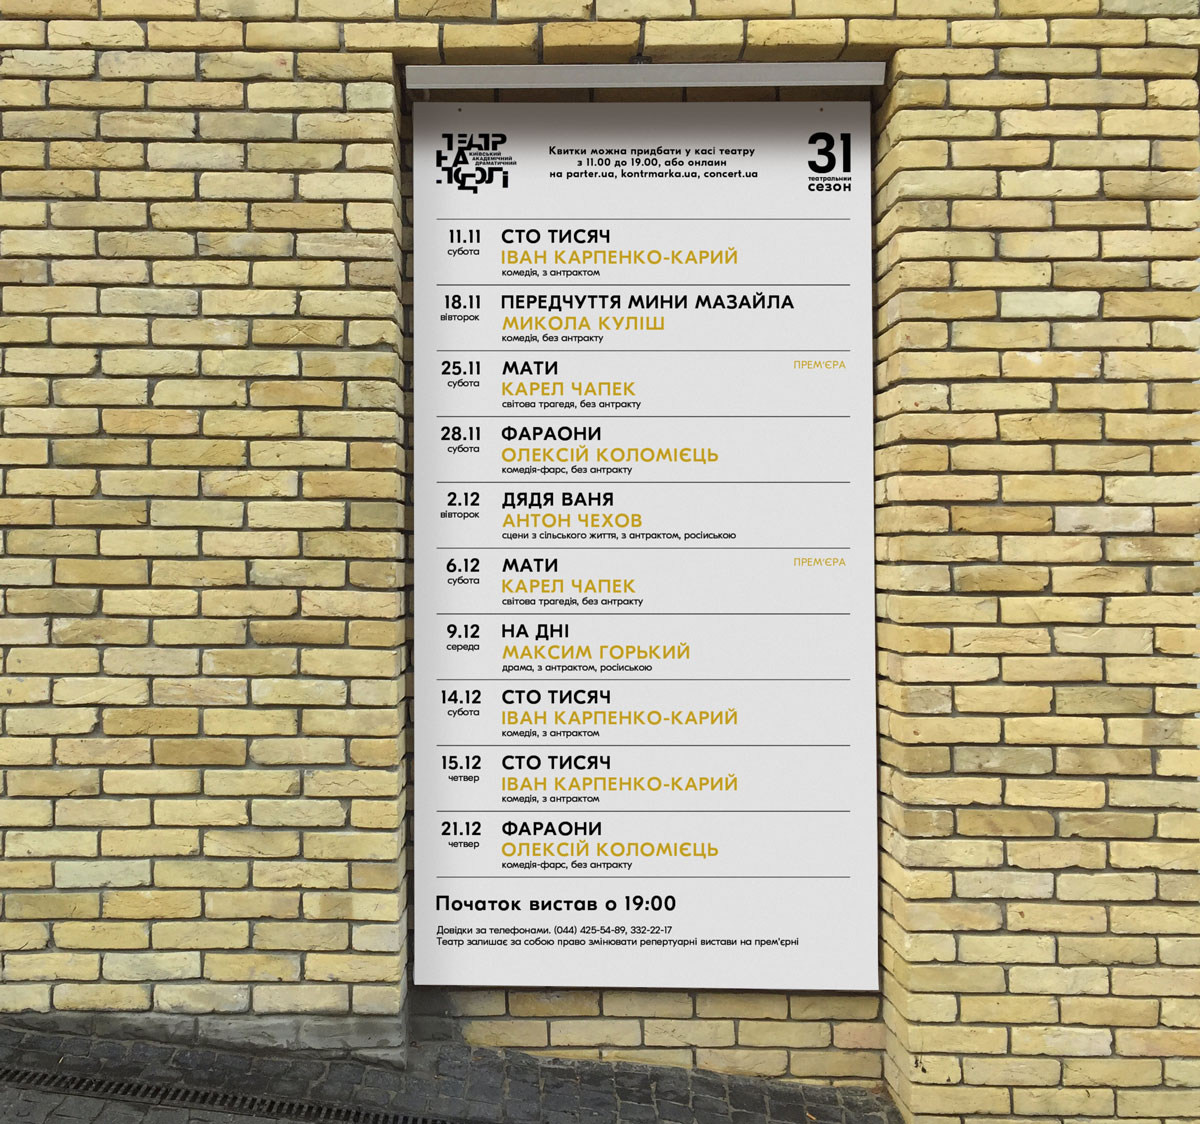 ТЕАТР
НА
КИЇВСЬКИЙ
АКАДЕМІЧНИЙ
ДРАМАТИЧНИЙ
ПОДОЛІ
Квитки можна придбати у касі театру
з 11.00 до 19.00, або онлаин
на parter.ua, kontrmarka.ua, concert.ua
31
театральнии
сезон
11.11 СТО ТИСЯЧ
субота ІВАН КАРПЕНКО-КАРИЙ
комедія, з антрактом
18.11 ПЕРЕДЧУТТЯ МИНИ МАЗАЙЛА
вівторок МИКОЛА КУЛІШ
комедія, без антракту
25.11 МАТИ ПРЕМ'ЄРА
субота КАРЕЛ ЧАПЕК
світова трагедя, без антракту
28.11 ФАРАОНИ
субота ОЛЕКСІЙ КОЛОМІЄЦЬ
комедія-фарс, без антракту
2.12 ДЯДЯ ВАНЯ
вівторок АНТОН ЧЕХОВ
сцени з сільського життя, з антрактом, росіиською
6.12 МАТИ ПРЕМ'ЄРА
субота КАРЕЛ ЧАПЕК
світова трагедія, без антракту
9.12 НА ДНІ
середа МАКСИМ ГОРЬКИЙ
драма, з антрактом, росіиською
14.12 СТО ТИСЯЧ
субота ІВАН КАРПЕНКО-КАРИЙ
комедія, з антрактом
15.12 СТО ТИСЯЧ
четвер ІВАН КАРПЕНКО-КАРИЙ
комедія, з антрактом
21.12 ФАРАОНИ
четвер ОЛЕКСІЙ КОЛОМІЄЦЬ
комедія-фарс, без антракту
Початок вистав о 19:00
Довідки за телефонами. (044) 425-54-89, 332-22-17
Театр залишає за собою право змінювати репертуарні вистави на прем'єрні